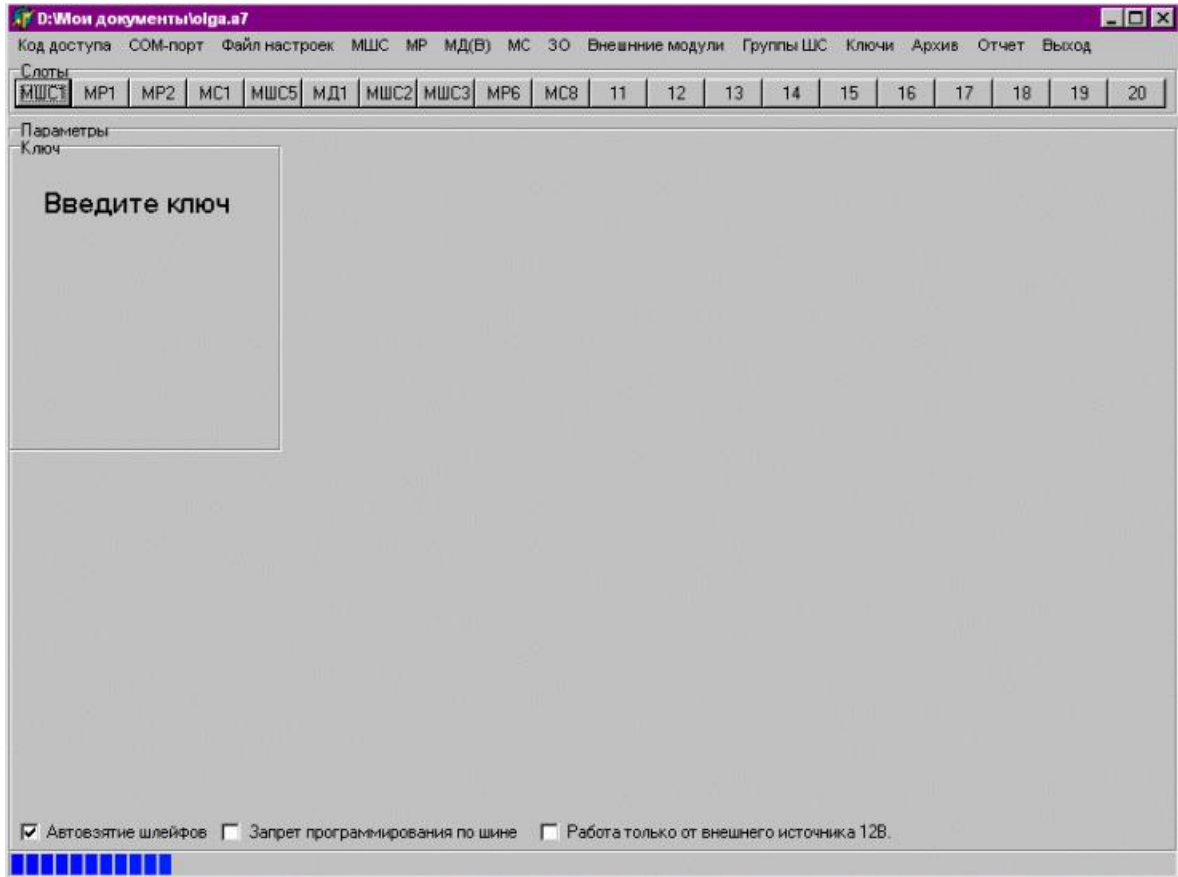 D:\Мои документы\olga.a7
Код доступа COM-порт Файл настроек МШС МР МД(В) МС ЗО Внешнние модули Группы ШС Ключи Архив Отчет Выход
Слоты
МШС1 МР1 МР2 МС1 МШС5 МД1 МШС2 МШС3 МР6 МС8 11 12 13 14 15 16 17 18 19 20
Параметры
Ключ
Введите ключ
Автовзятие шлейфов Запрет программирования по шине Работа только от внешнего источника 12В.